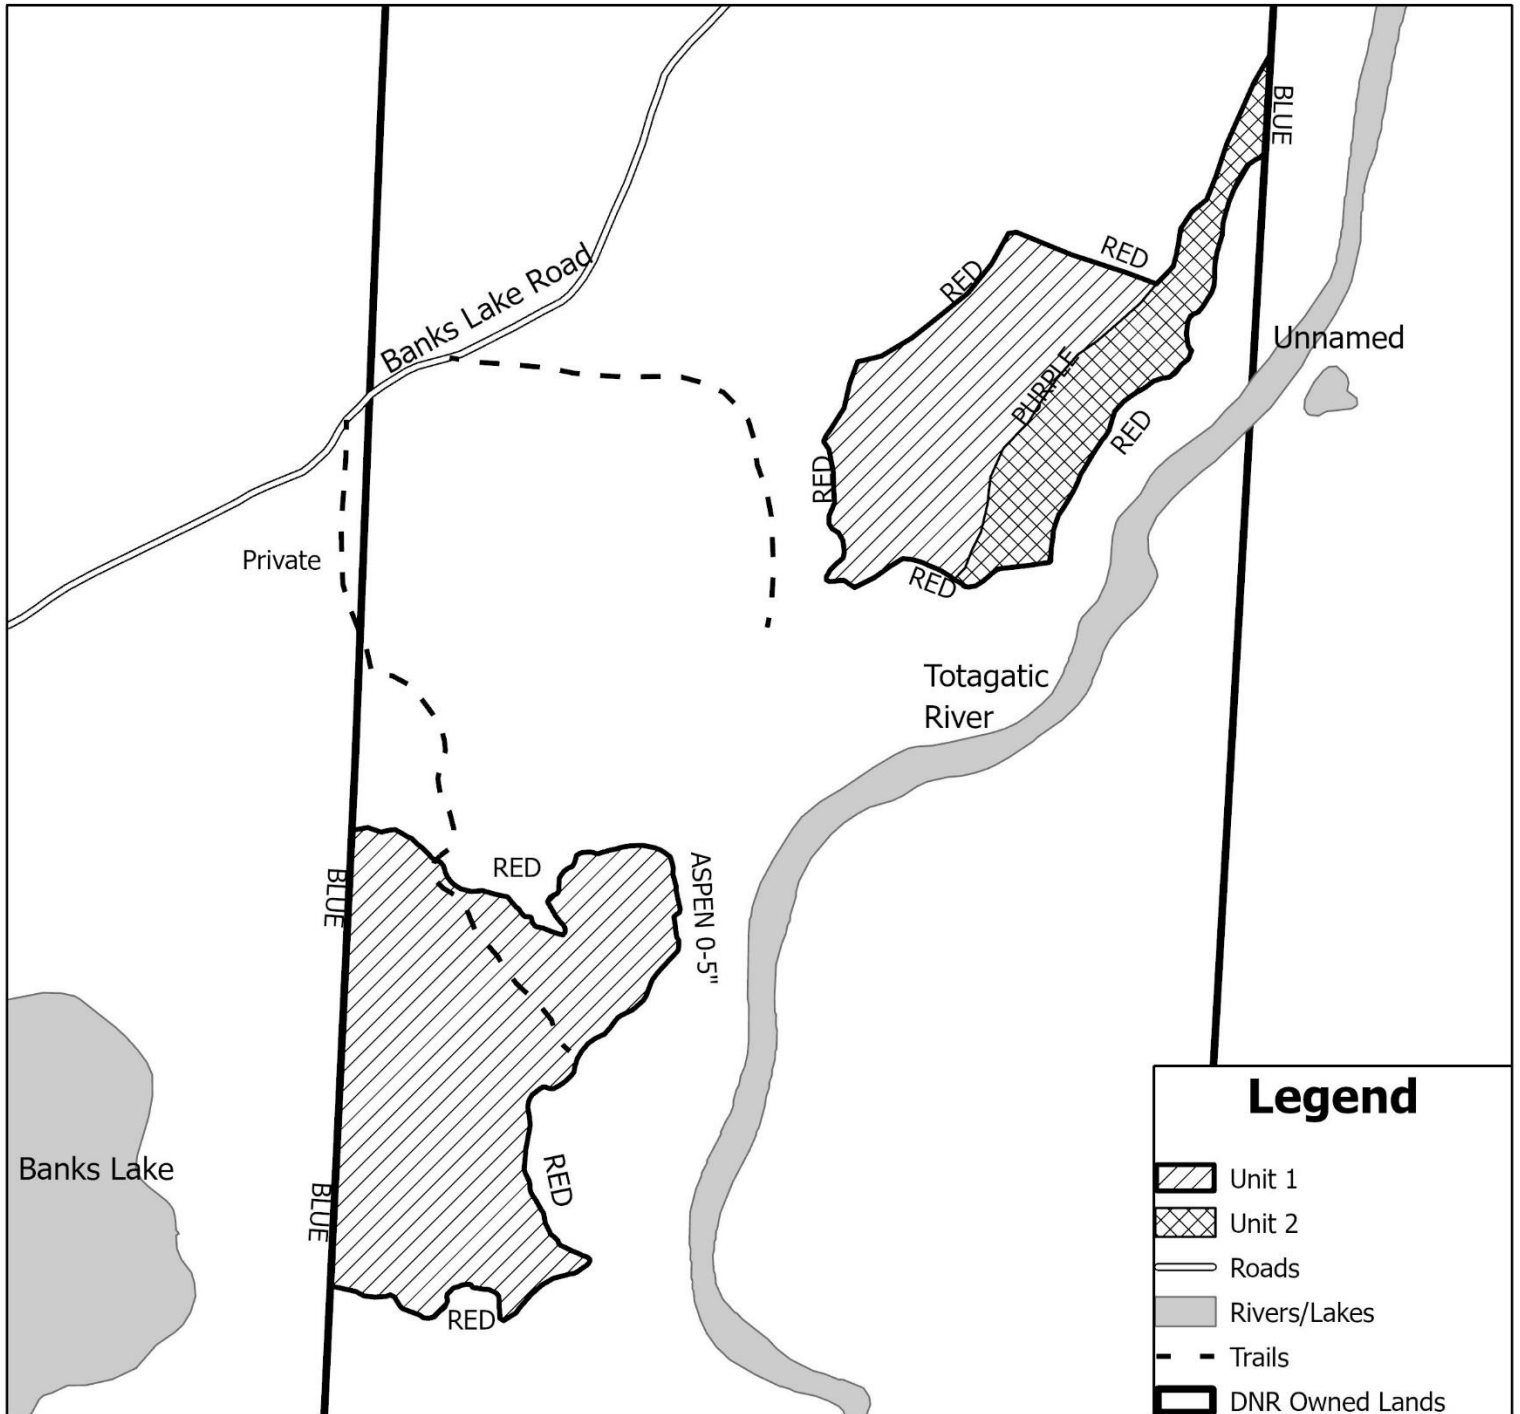 BLUE
Banks Lake Road
RED
RED
Unnamed
PURPLE
RED
RED
Private
RED
Totagatic
River
BLUE
RED
ASPEN 0-5"
Banks Lake
BLUE
RED
RED
Legend
Unit 1
Unit 2
Roads
Rivers/Lakes
Trails
DNR Owned Lands